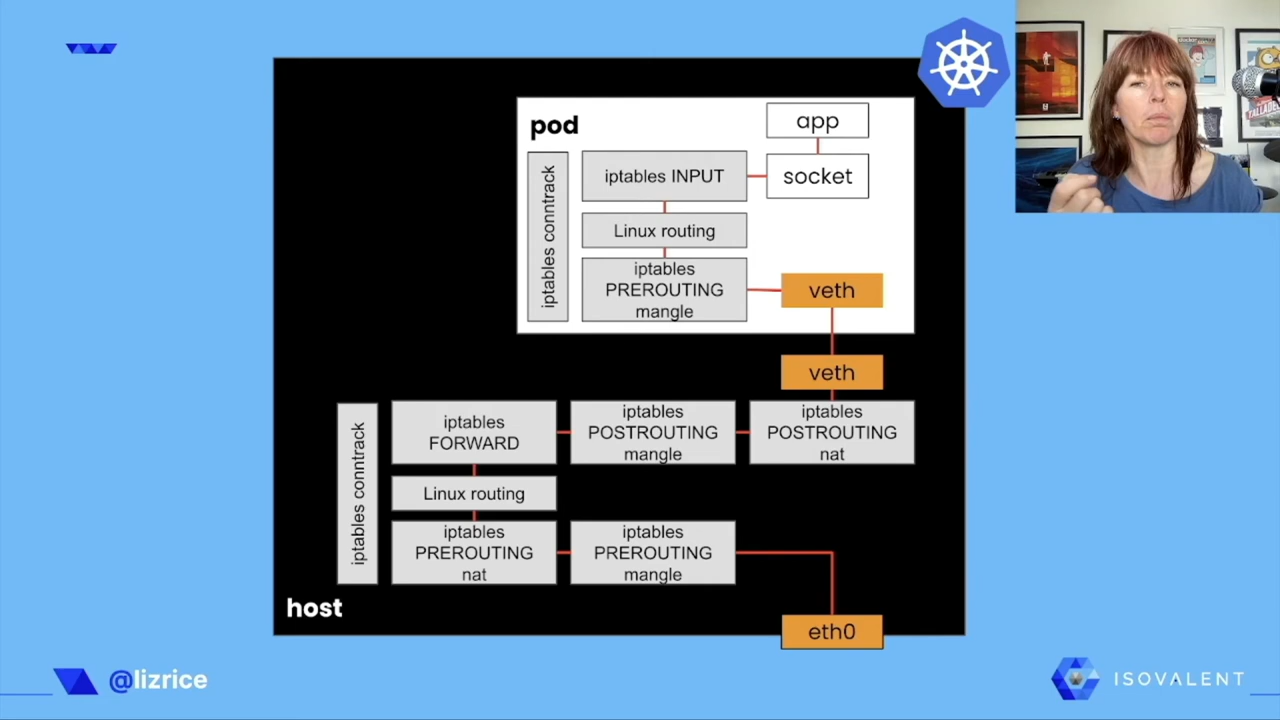 pod
app
iptables conntrack
iptables INPUT
socket
Linux routing
iptables
PREROUTING
mangle
veth
veth
iptables conntrack
iptables
FORWARD
iptables
POSTROUTING
mangle
iptables
POSTROUTING
nat
Linux routing
iptables
PREROUTING
nat
iptables
PREROUTING
mangle
host
eth0
@lizrice
ISOVALENT